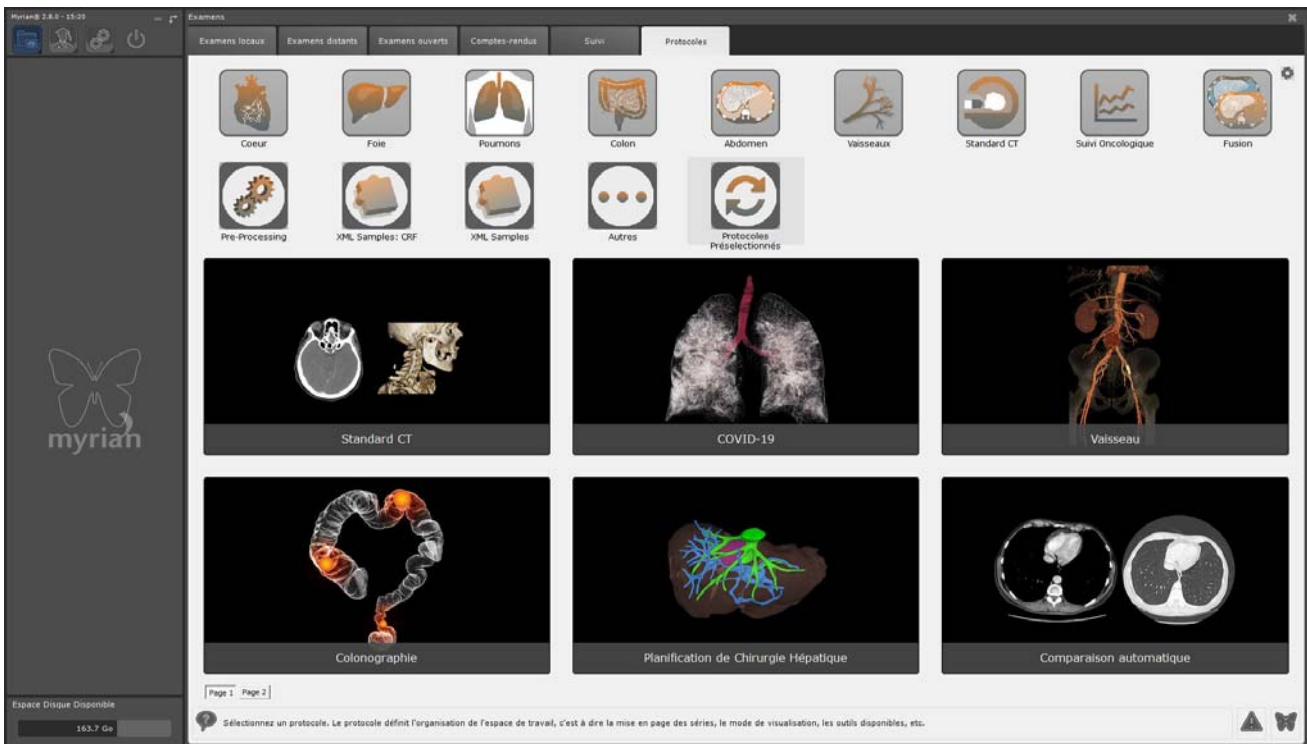 Myrian® 2.8.0 - 15:20
Examens
Examens locaux
Examens distants
Examens ouverts
Comptes-rendus
Suivi
Protocoles
Coeur
Foie
Poumons
Colon
Abdomen
Vaisseaux
Standard CT
Suivi Oncologique
Fusion
Pre-Processing
XML Samples: CRF
XML Samples
Autres
Protocoles
Préselectionnés
Standard CT
COVID-19
Vaisseau
myrian
Colonographie
Planification de Chirurgie Hépatique
Comparaison automatique
Page 1
Page 2
Espace Disque Disponible
163.7 Go
Sélectionnez un protocole. Le protocole définit l'organisation de l'espace de travail, c'est à dire la mise en page des séries, le mode de visualisation, les outils disponibles, etc.